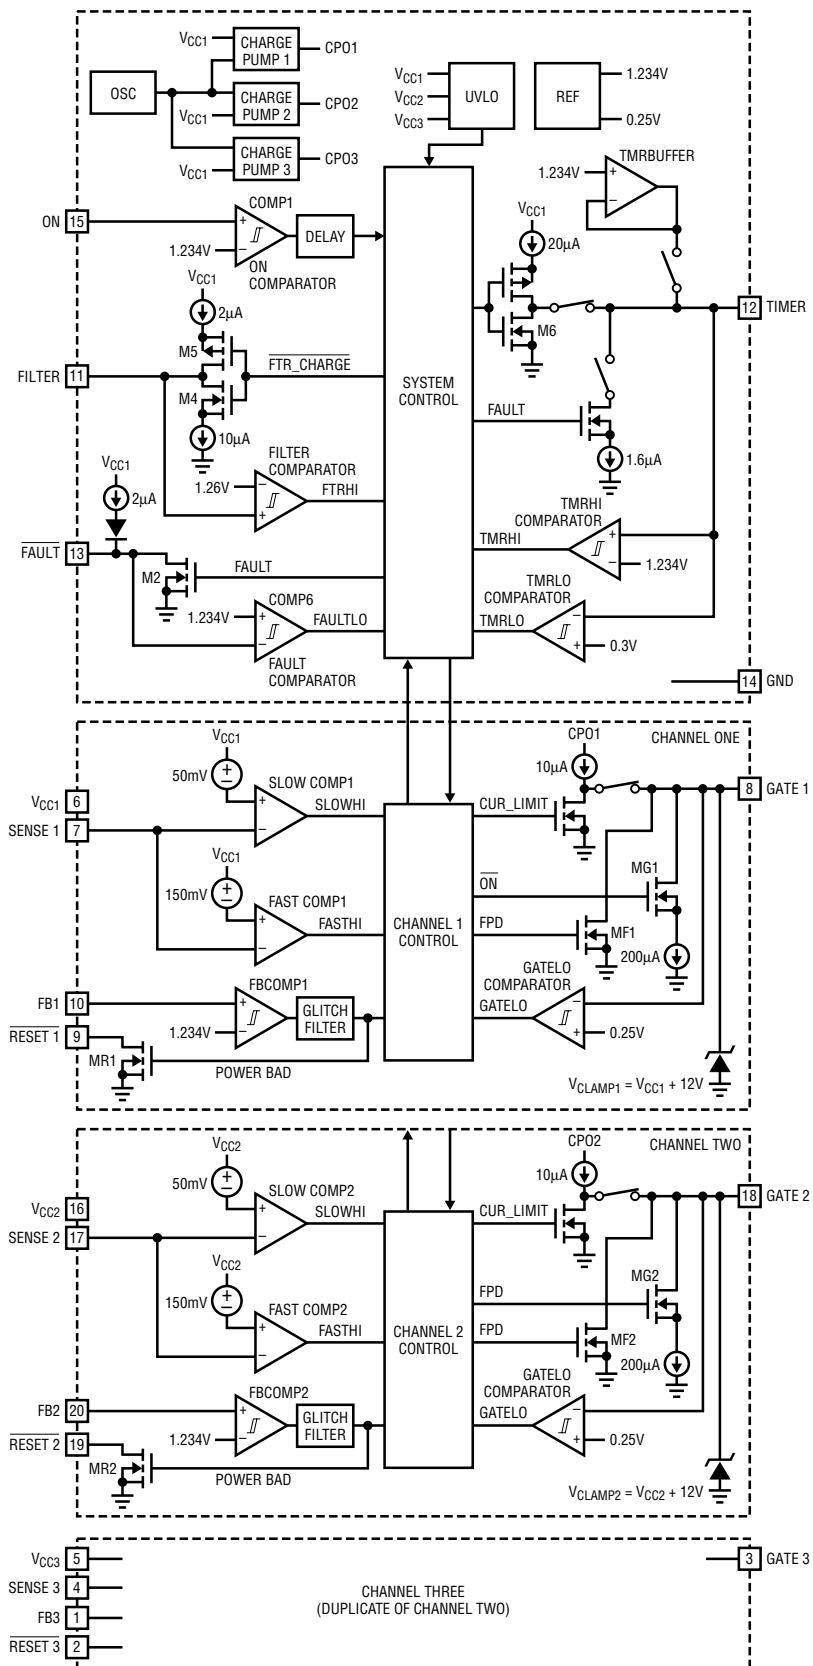 VCC1
CHARGE
PUMP 1
CPO1
OSC
CHARGE
PUMP 2
CPO2
VCC1
CHARGE
PUMP 3
CPO3
VCC1
VCC1
VCC2
VCC3
UVLO
REF
1.234V
0.25V
TMRBUFFER
1.234V
+
–
ON
15
COMP1
+
–
1.234V
ON
COMPARATOR
DELAY
VCC1
20µA
M6
12
TIMER
VCC1
2µA
M5
FILTER
11
FTR_CHARGE
M4
10µA
SYSTEM
CONTROL
FAULT
1.6µA
FILTER
COMPARATOR
1.26V
–
+
FTRHI
VCC1
2µA
TMRHI
COMPARATOR
TMRHI
+
–
1.234V
FAULT
13
M2
FAULT
COMP6
1.234V
+
–
FAULTLO
FAULT
COMPARATOR
TMRLO
COMPARATOR
TMRLO
–
+
0.3V
14
GND
CHANNEL ONE
VCC1
50mV
+
–
SLOW COMP1
+
–
SLOWHI
VCC1
6
SENSE 1
7
VCC1
150mV
+
–
FAST COMP1
+
–
FASTHI
CHANNEL 1
CONTROL
CPO1
10µA
CUR_LIMIT
8
GATE 1
ON
MG1
FPD
MF1
200µA
FB1
10
FBCOMP1
+
–
1.234V
GLITCH
FILTER
RESET 1
9
MR1
POWER BAD
GATELO
COMPARATOR
GATELO
–
+
0.25V
VCLAMP1 = VCC1 + 12V
CHANNEL TWO
VCC2
50mV
+
–
SLOW COMP2
+
–
SLOWHI
VCC2
16
SENSE 2
17
VCC2
150mV
+
–
FAST COMP2
+
–
FASTHI
CHANNEL 2
CONTROL
CPO2
10µA
CUR_LIMIT
18
GATE 2
FPD
MG2
FPD
MF2
200µA
FB2
20
FBCOMP2
+
–
1.234V
GLITCH
FILTER
RESET 2
19
MR2
POWER BAD
GATELO
COMPARATOR
GATELO
–
+
0.25V
VCLAMP2 = VCC2 + 12V
VCC3
5
SENSE 3
4
FB3
1
RESET 3
2
CHANNEL THREE
(DUPLICATE OF CHANNEL TWO)
3
GATE 3